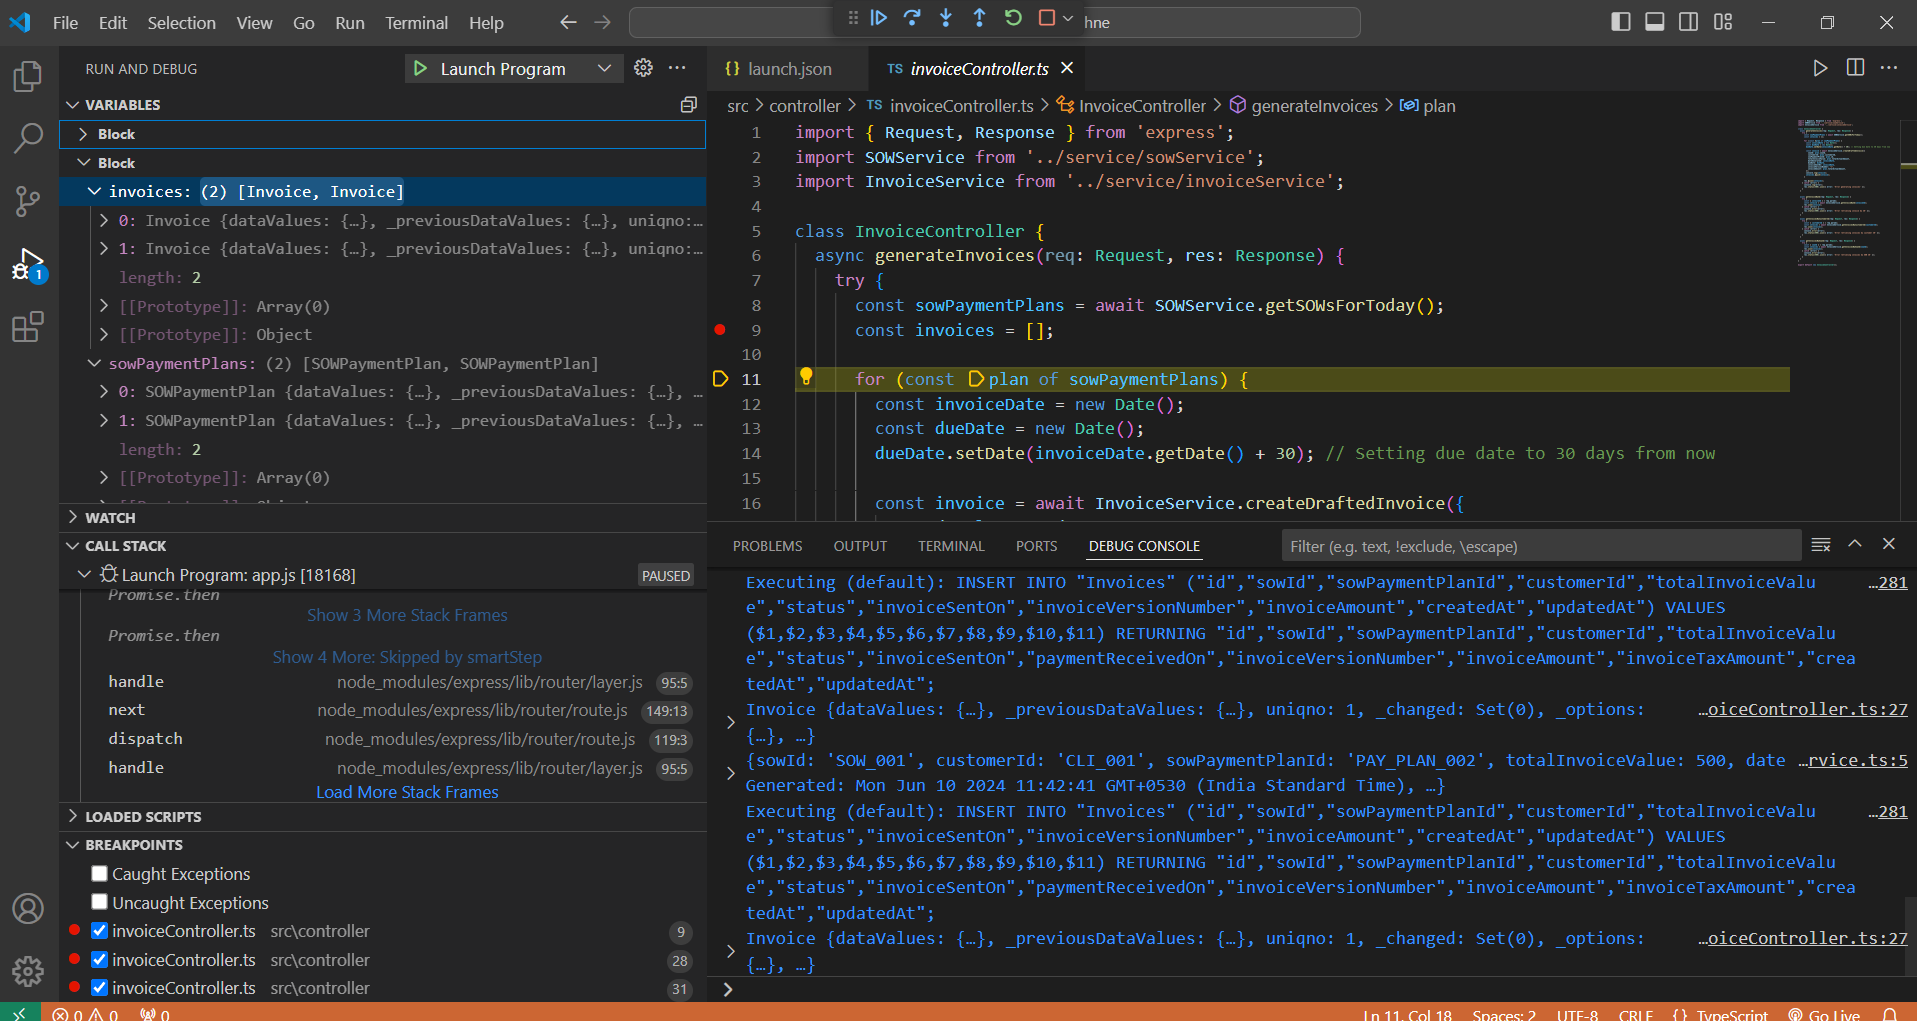 File Edit Selection View Go Run Terminal Help
hne
RUN AND DEBUG
Launch Program
VARIABLES
Block
Block
invoices: (2) [Invoice, Invoice]
0: Invoice {dataValues: {…}, _previousDataValues: {…}, uniqno:…
1: Invoice {dataValues: {…}, _previousDataValues: {…}, uniqno:…
length: 2
[[Prototype]]: Array(0)
[[Prototype]]: Object
sowPaymentPlans: (2) [SOWPaymentPlan, SOWPaymentPlan]
0: SOWPaymentPlan {dataValues: {…}, _previousDataValues: {…}, …
1: SOWPaymentPlan {dataValues: {…}, _previousDataValues: {…}, …
length: 2
[[Prototype]]: Array(0)
WATCH
CALL STACK
Launch Program: app.js [18168] PAUSED
Promise.then
Show 3 More Stack Frames
Promise.then
Show 4 More: Skipped by smartStep
handle node_modules/express/lib/router/layer.js 95:5
next node_modules/express/lib/router/route.js 149:13
dispatch node_modules/express/lib/router/route.js 119:3
handle node_modules/express/lib/router/layer.js 95:5
Load More Stack Frames
LOADED SCRIPTS
BREAKPOINTS
Caught Exceptions
Uncaught Exceptions
invoiceController.ts src\controller 9
invoiceController.ts src\controller 28
invoiceController.ts src\controller 31
1
{} launch.json
TS invoiceController.ts
src > controller > TS invoiceController.ts > InvoiceController > generateInvoices > plan
1 import { Request, Response } from 'express';
2 import SOWService from '../service/sowService';
3 import InvoiceService from '../service/invoiceService';
4
5 class InvoiceController {
6 async generateInvoices(req: Request, res: Response) {
7 try {
8 const sowPaymentPlans = await SOWService.getSOWsForToday();
9 const invoices = [];
10
11 for (const plan of sowPaymentPlans) {
12 const invoiceDate = new Date();
13 const dueDate = new Date();
14 dueDate.setDate(invoiceDate.getDate() + 30); // Setting due date to 30 days from now
15
16 const invoice = await InvoiceService.createDraftedInvoice({
PROBLEMS OUTPUT TERMINAL PORTS DEBUG CONSOLE
Filter (e.g. text, !exclude, \escape)
Executing (default): INSERT INTO "Invoices" ("id","sowId","sowPaymentPlanId","customerId","totalInvoiceValu …281
e","status","invoiceSentOn","invoiceVersionNumber","invoiceAmount","createdAt","updatedAt") VALUES
($1,$2,$3,$4,$5,$6,$7,$8,$9,$10,$11) RETURNING "id","sowId","sowPaymentPlanId","customerId","totalInvoiceValu
e","status","invoiceSentOn","paymentReceivedOn","invoiceVersionNumber","invoiceAmount","invoiceTaxAmount","crea
tedAt","updatedAt";
Invoice {dataValues: {…}, _previousDataValues: {…}, uniqno: 1, _changed: Set(0), _options: …oiceController.ts:27
{…}, …}
{sowId: 'SOW_001', customerId: 'CLI_001', sowPaymentPlanId: 'PAY_PLAN_002', totalInvoiceValue: 500, date …rvice.ts:5
Generated: Mon Jun 10 2024 11:42:41 GMT+0530 (India Standard Time), …}
Executing (default): INSERT INTO "Invoices" ("id","sowId","sowPaymentPlanId","customerId","totalInvoiceValu …281
e","status","invoiceSentOn","invoiceVersionNumber","invoiceAmount","createdAt","updatedAt") VALUES
($1,$2,$3,$4,$5,$6,$7,$8,$9,$10,$11) RETURNING "id","sowId","sowPaymentPlanId","customerId","totalInvoiceValu
e","status","invoiceSentOn","paymentReceivedOn","invoiceVersionNumber","invoiceAmount","invoiceTaxAmount","crea
tedAt","updatedAt";
Invoice {dataValues: {…}, _previousDataValues: {…}, uniqno: 1, _changed: Set(0), _options: …oiceController.ts:27
{…}, …}
0 0 0 Ln 11, Col 18 Spaces: 2 UTF-8 CRLF {} TypeScript Go Live